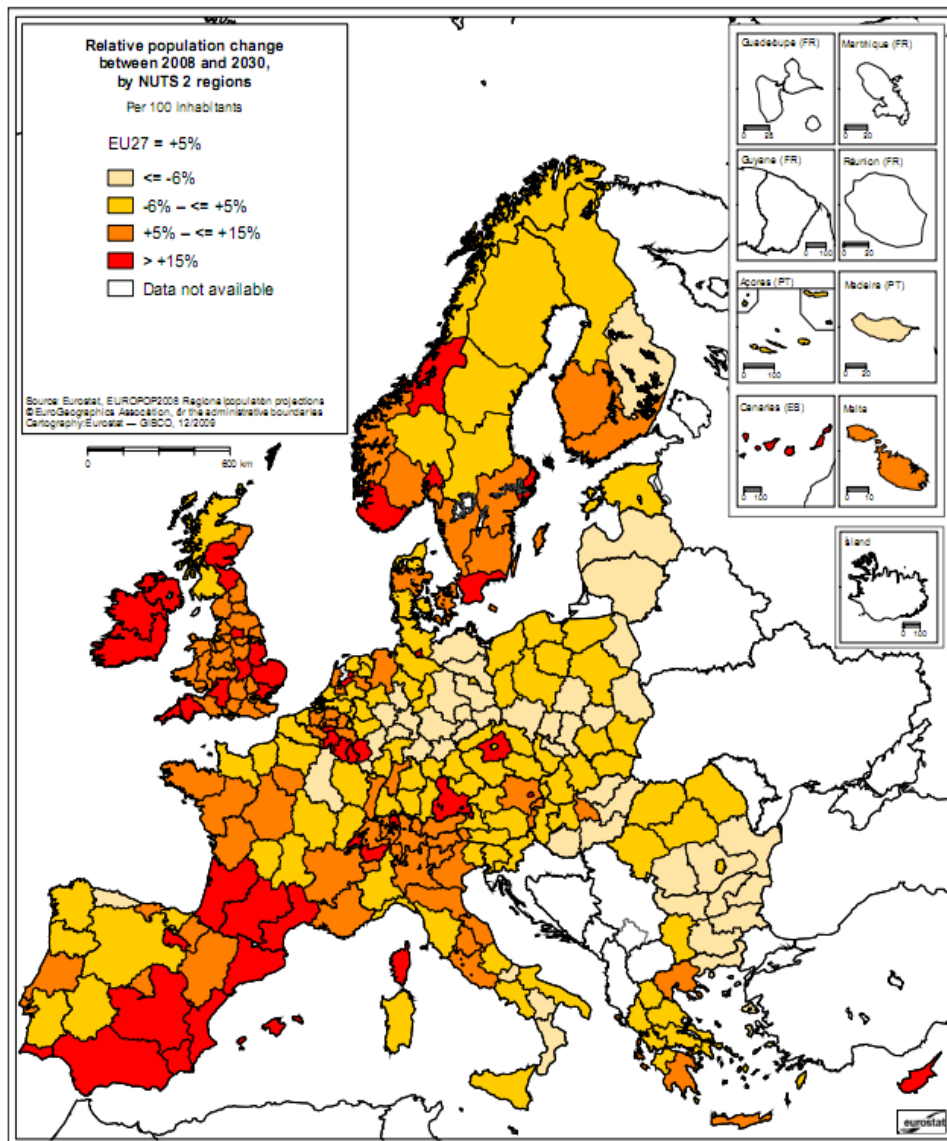 Relative population change
between 2008 and 2030,
by NUTS 2 regions
Per 100 inhabitants
EU27 = +5%
<= -6%
-6% – <= +5%
+5% – <= +15%
> +15%
Data not available
Source: Eurostat, EUROPOP2008 Regional population projections
© EuroGeographics Association, for the administrative boundaries
Cartography: Eurostat — GISCO, 12/2009
0 600 km
Guadeloupe (FR)
0 25
Martinique (FR)
0 20
Guyane (FR)
0 100
Réunion (FR)
0 20
Açores (PT)
0 100
Madeira (PT)
0 20
Canarias (ES)
0 100
Malta
0 10
Ísland
0 100
eurostat